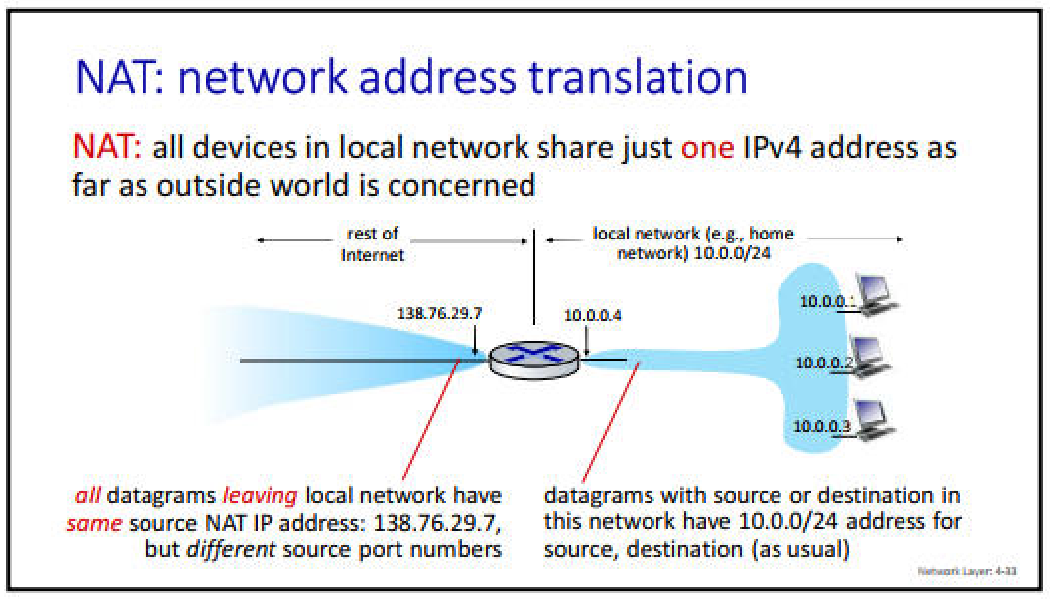 NAT: network address translation
NAT: all devices in local network share just one IPv4 address as
far as outside world is concerned
rest of
Internet
local network (e.g., home
network) 10.0.0/24
138.76.29.7
10.0.0.4
10.0.0.1
10.0.0.2
10.0.0.3
all datagrams leaving local network have
same source NAT IP address: 138.76.29.7,
but different source port numbers
datagrams with source or destination in
this network have 10.0.0/24 address for
source, destination (as usual)
Network Layer: 4-33